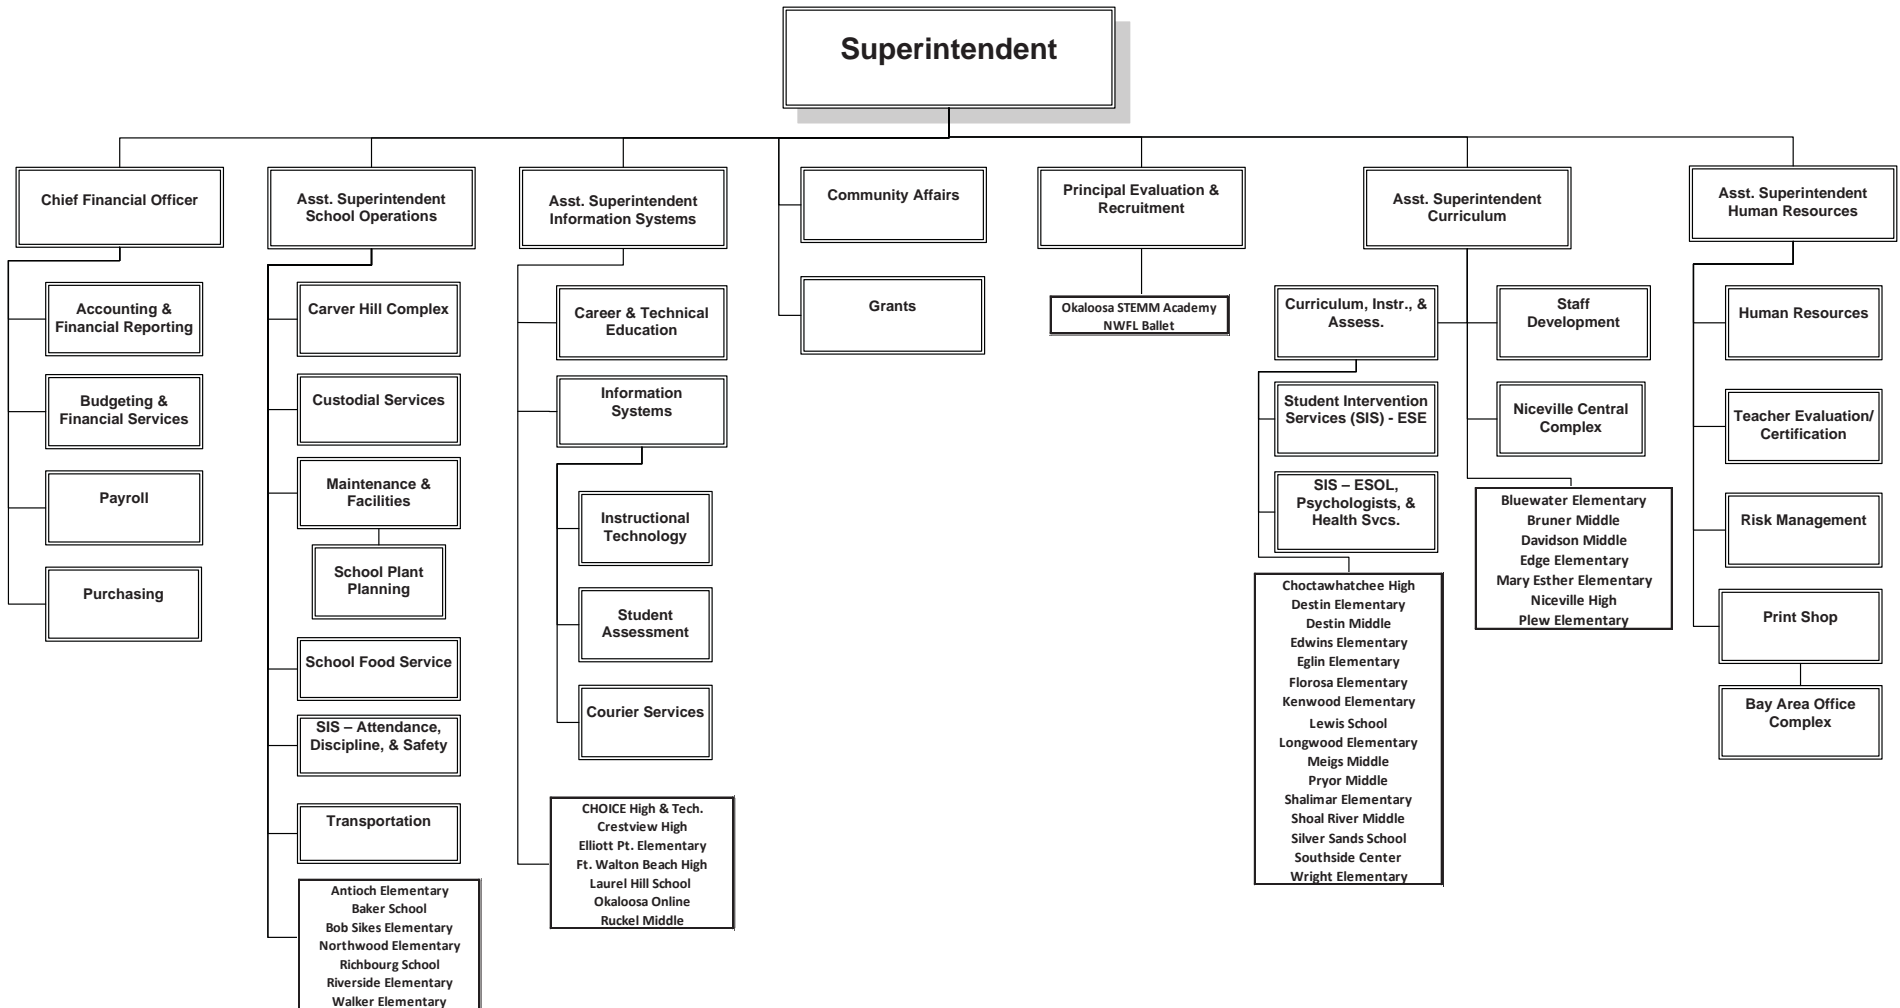 Superintendent
Chief Financial Officer
Accounting &
Financial Reporting
Budgeting &
Financial Services
Payroll
Purchasing
Asst. Superintendent
School Operations
Carver Hill Complex
Custodial Services
Maintenance &
Facilities
School Plant
Planning
School Food Service
SIS – Attendance,
Discipline, & Safety
Transportation
Antioch Elementary
Baker School
Bob Sikes Elementary
Northwood Elementary
Richbourg School
Riverside Elementary
Walker Elementary
Asst. Superintendent
Information Systems
Career & Technical
Education
Information
Systems
Instructional
Technology
Student
Assessment
Courier Services
CHOICE High & Tech.
Crestview High
Elliott Pt. Elementary
Ft. Walton Beach High
Laurel Hill School
Okaloosa Online
Ruckel Middle
Community Affairs
Grants
Principal Evaluation &
Recruitment
Okaloosa STEMM Academy
NWFL Ballet
Asst. Superintendent
Curriculum
Curriculum, Instr., &
Assess.
Student Intervention
Services (SIS) - ESE
SIS – ESOL,
Psychologists, &
Health Svcs.
Choctawhatchee High
Destin Elementary
Destin Middle
Edwins Elementary
Eglin Elementary
Florosa Elementary
Kenwood Elementary
Lewis School
Longwood Elementary
Meigs Middle
Pryor Middle
Shalimar Elementary
Shoal River Middle
Silver Sands School
Southside Center
Wright Elementary
Staff
Development
Niceville Central
Complex
Bluewater Elementary
Bruner Middle
Davidson Middle
Edge Elementary
Mary Esther Elementary
Niceville High
Plew Elementary
Asst. Superintendent
Human Resources
Human Resources
Teacher Evaluation/
Certification
Risk Management
Print Shop
Bay Area Office
Complex